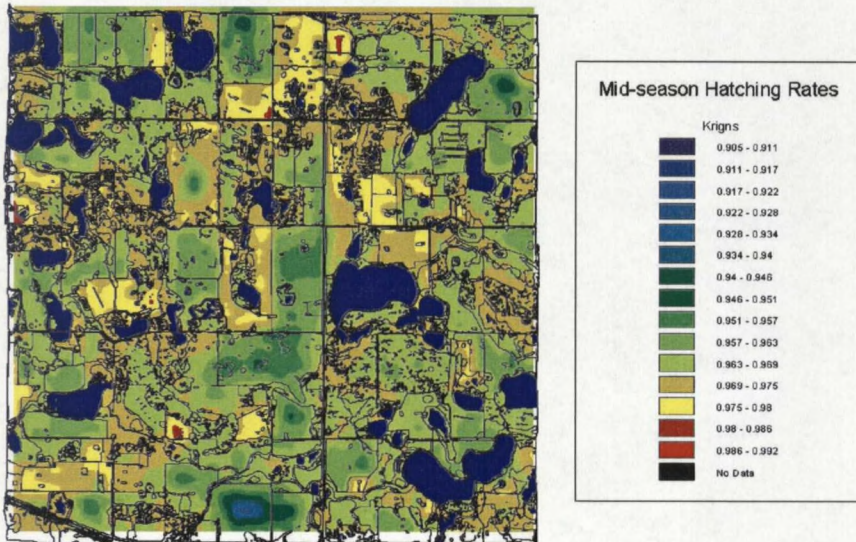 Mid-season Hatching Rates
Krigns
0.905 - 0.911
0.911 - 0.917
0.917 - 0.922
0.922 - 0.928
0.928 - 0.934
0.934 - 0.94
0.94 - 0.946
0.946 - 0.951
0.951 - 0.957
0.957 - 0.963
0.963 - 0.969
0.969 - 0.975
0.975 - 0.98
0.98 - 0.986
0.986 - 0.992
No Data